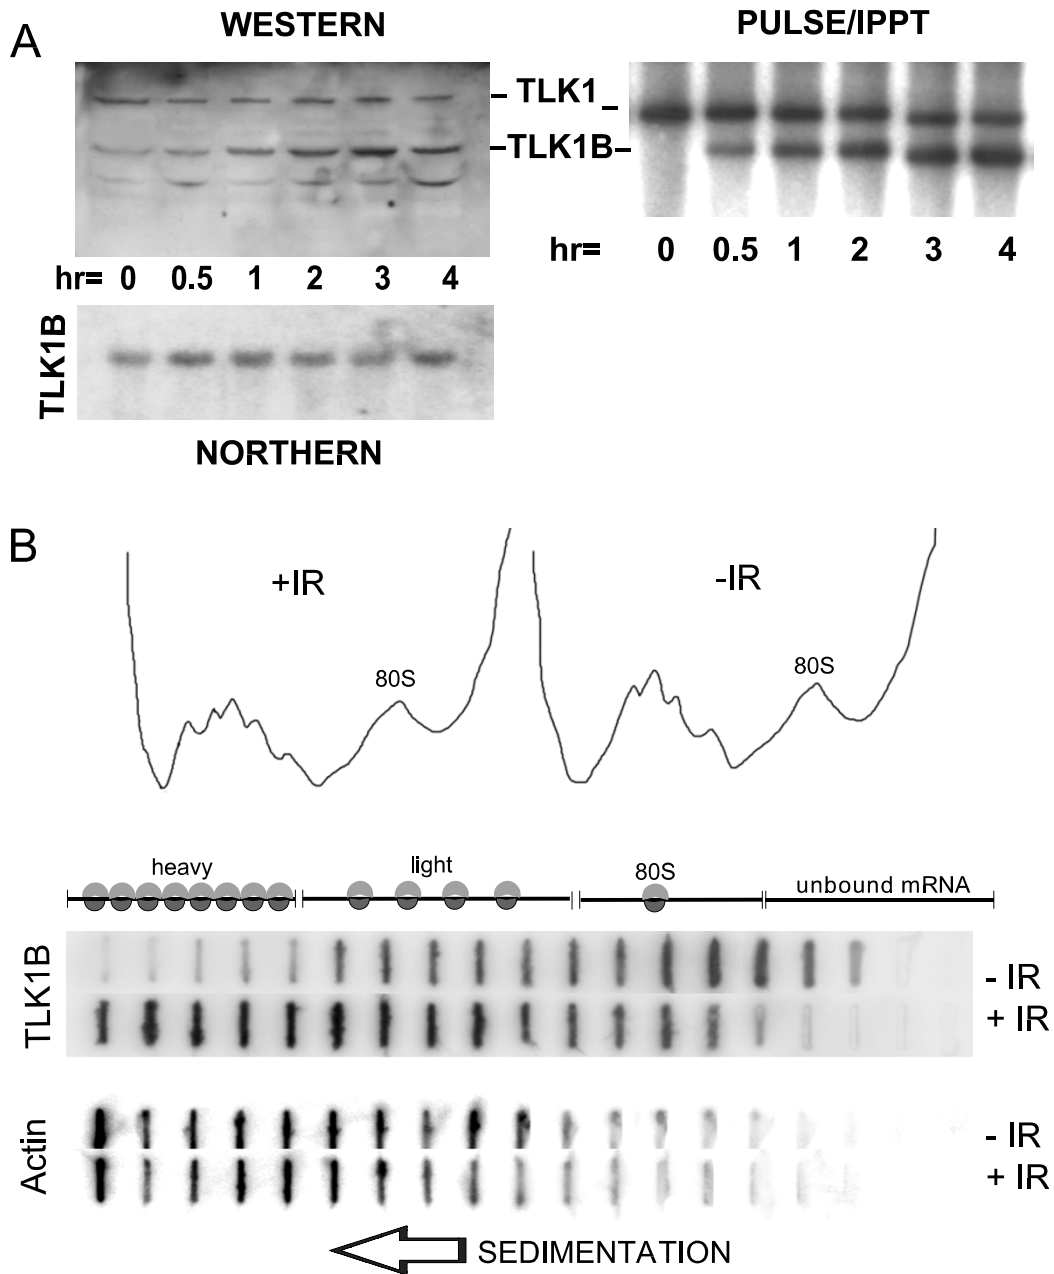 A
WESTERN
PULSE/IPPT
– TLK1 –
–TLK1B–
hr= 0 0.5 1 2 3 4
hr= 0 0.5 1 2 3 4
TLK1B
NORTHERN
B
+IR
-IR
80S
80S
heavy
light
80S
unbound mRNA
TLK1B
- IR
+ IR
Actin
- IR
+ IR
SEDIMENTATION